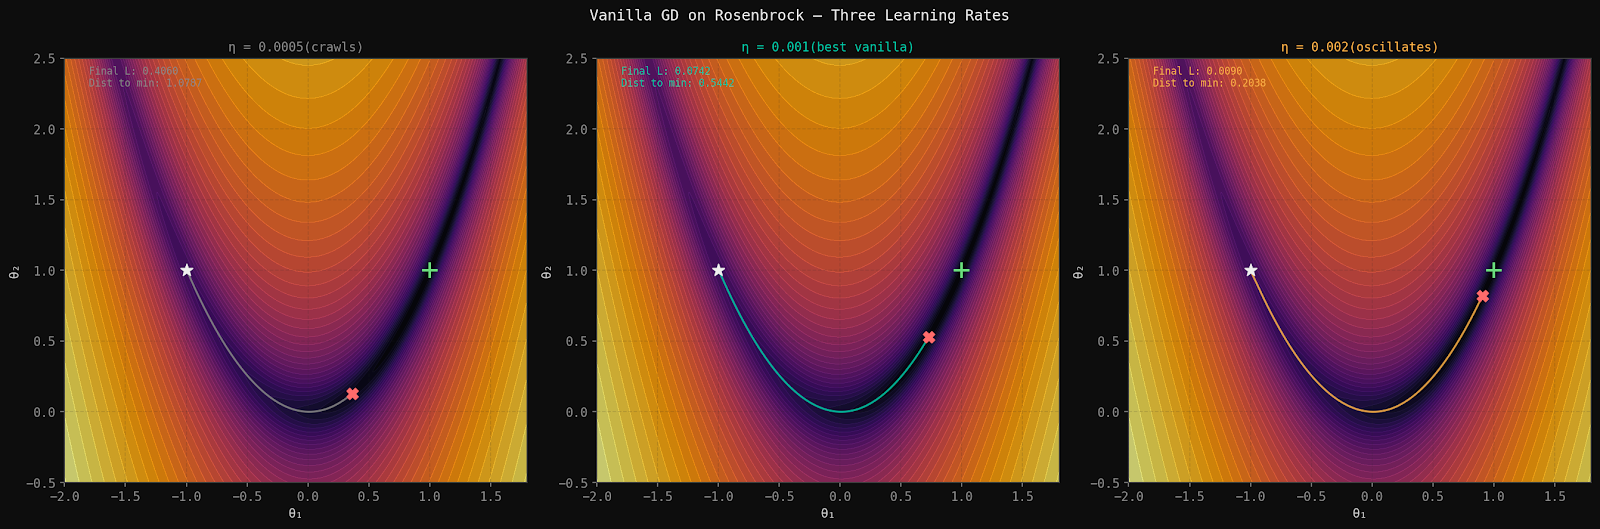 Vanilla GD on Rosenbrock — Three Learning Rates
η = 0.0005(crawls)
Final L: 0.4060
Dist to min: 1.0787
2.5
2.0
1.5
1.0
0.5
0.0
−0.5
θ₂
−2.0 −1.5 −1.0 −0.5 0.0 0.5 1.0 1.5
θ₁
η = 0.001(best vanilla)
Final L: 0.0742
Dist to min: 0.5442
2.5
2.0
1.5
1.0
0.5
0.0
−0.5
θ₂
−2.0 −1.5 −1.0 −0.5 0.0 0.5 1.0 1.5
θ₁
η = 0.002(oscillates)
Final L: 0.0090
Dist to min: 0.2038
2.5
2.0
1.5
1.0
0.5
0.0
−0.5
θ₂
−2.0 −1.5 −1.0 −0.5 0.0 0.5 1.0 1.5
θ₁